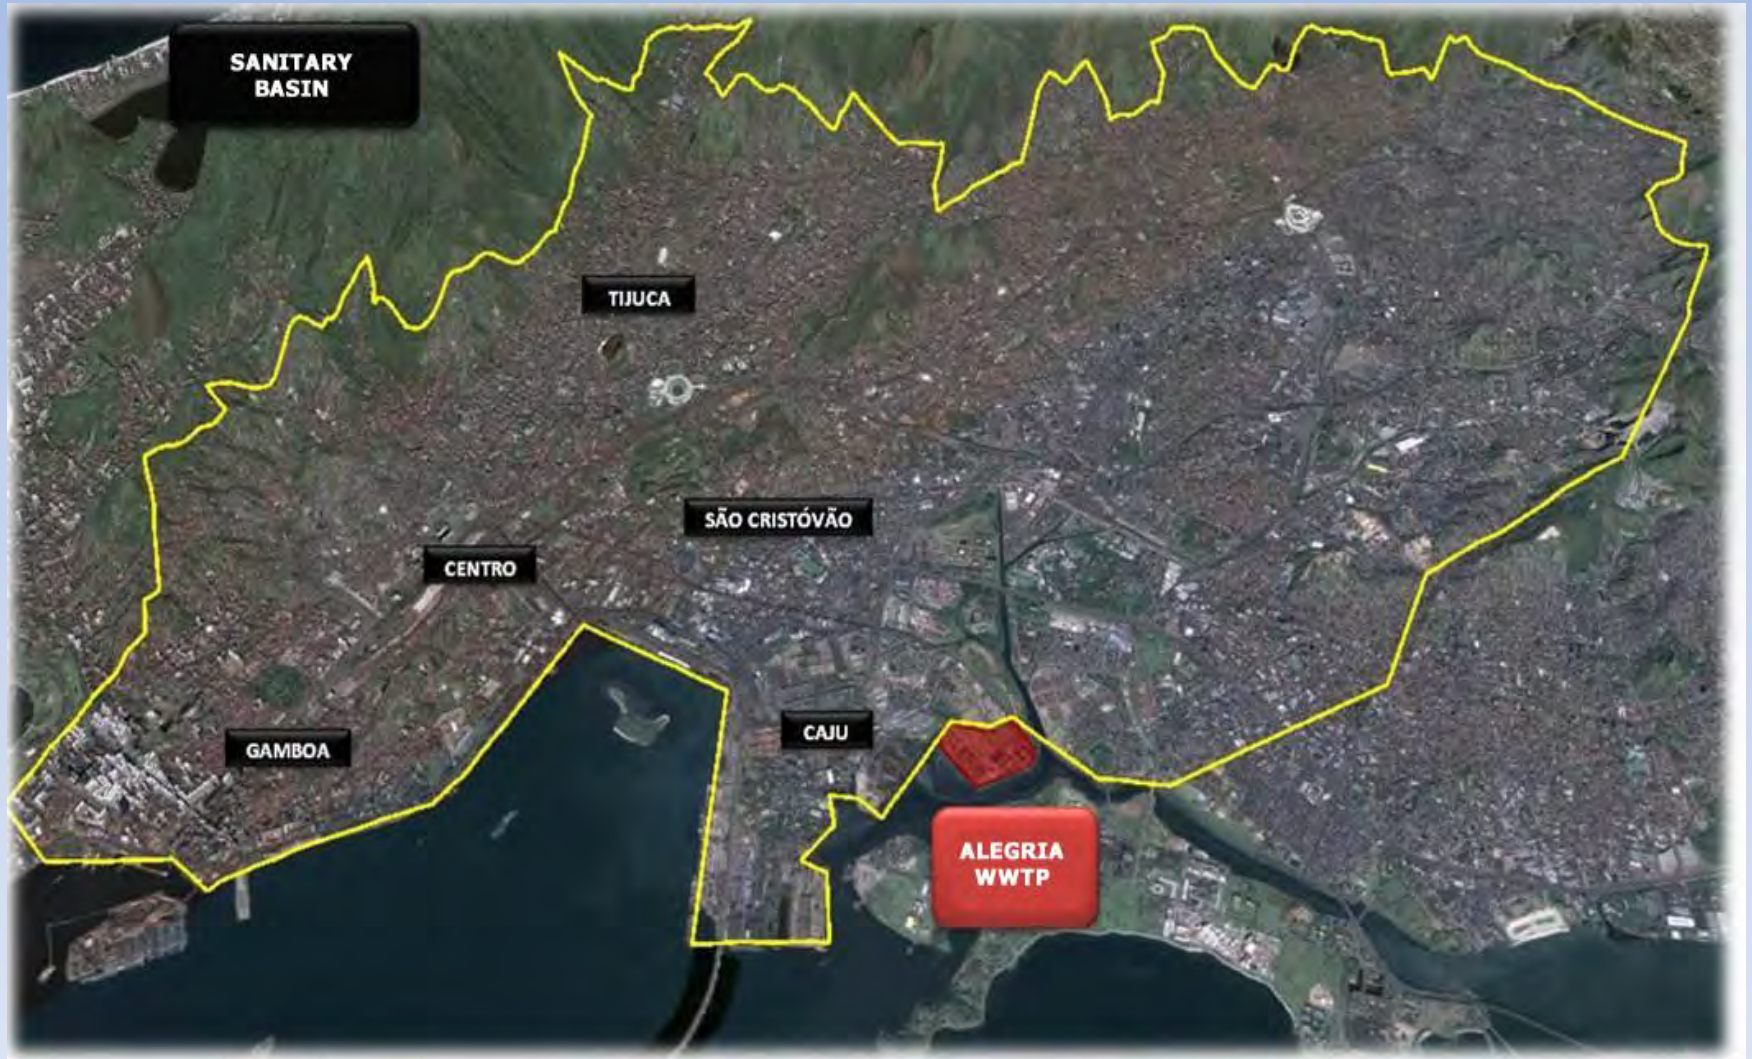 SANITARY
BASIN
TIJUCA
SÃO CRISTÓVÃO
CENTRO
GAMBOA
CAJU
ALEGRIA
WWTP